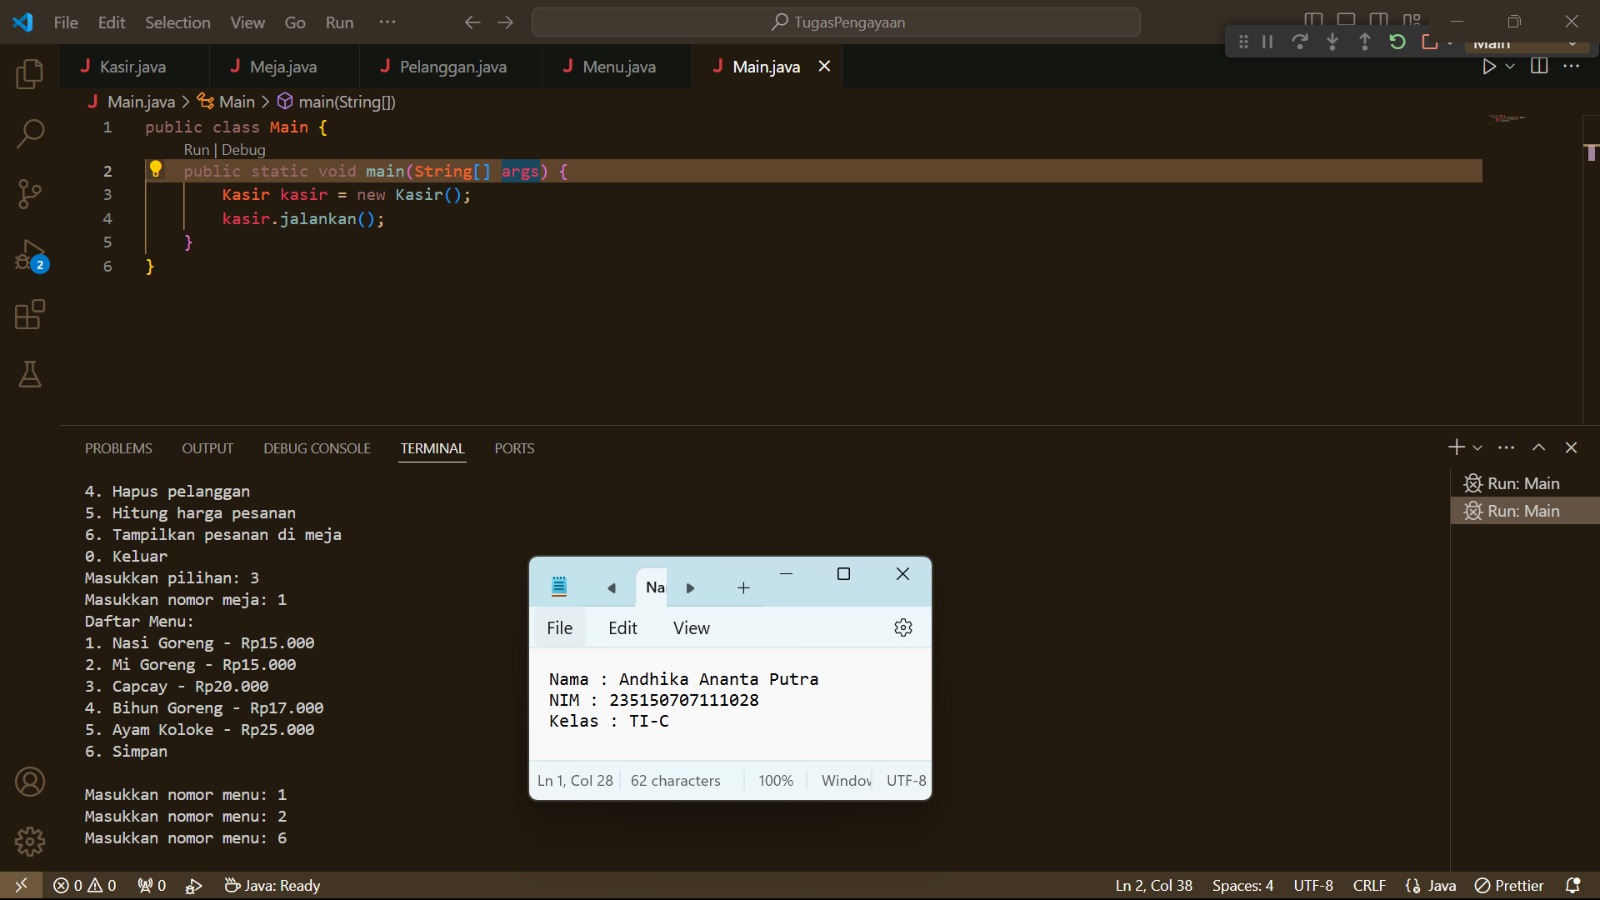 File Edit Selection View Go Run ··· TugasPengayaan
Kasir.java Meja.java Pelanggan.java Menu.java Main.java
Main
Main.java > Main > main(String[])
1 public class Main {
Run | Debug
2 public static void main(String[] args) {
3 Kasir kasir = new Kasir();
4 kasir.jalankan();
5 }
6 }
PROBLEMS OUTPUT DEBUG CONSOLE TERMINAL PORTS
4. Hapus pelanggan
5. Hitung harga pesanan
6. Tampilkan pesanan di meja
0. Keluar
Masukkan pilihan: 3
Masukkan nomor meja: 1
Daftar Menu:
1. Nasi Goreng - Rp15.000
2. Mi Goreng - Rp15.000
3. Capcay - Rp20.000
4. Bihun Goreng - Rp17.000
5. Ayam Koloke - Rp25.000
6. Simpan
Masukkan nomor menu: 1
Masukkan nomor menu: 2
Masukkan nomor menu: 6
Run: Main
Run: Main
2
Na
File Edit View
Nama : Andhika Ananta Putra
NIM : 235150707111028
Kelas : TI-C
Ln 1, Col 28 62 characters 100% Window UTF-8
0 0 0 Java: Ready Ln 2, Col 38 Spaces: 4 UTF-8 CRLF Java Prettier